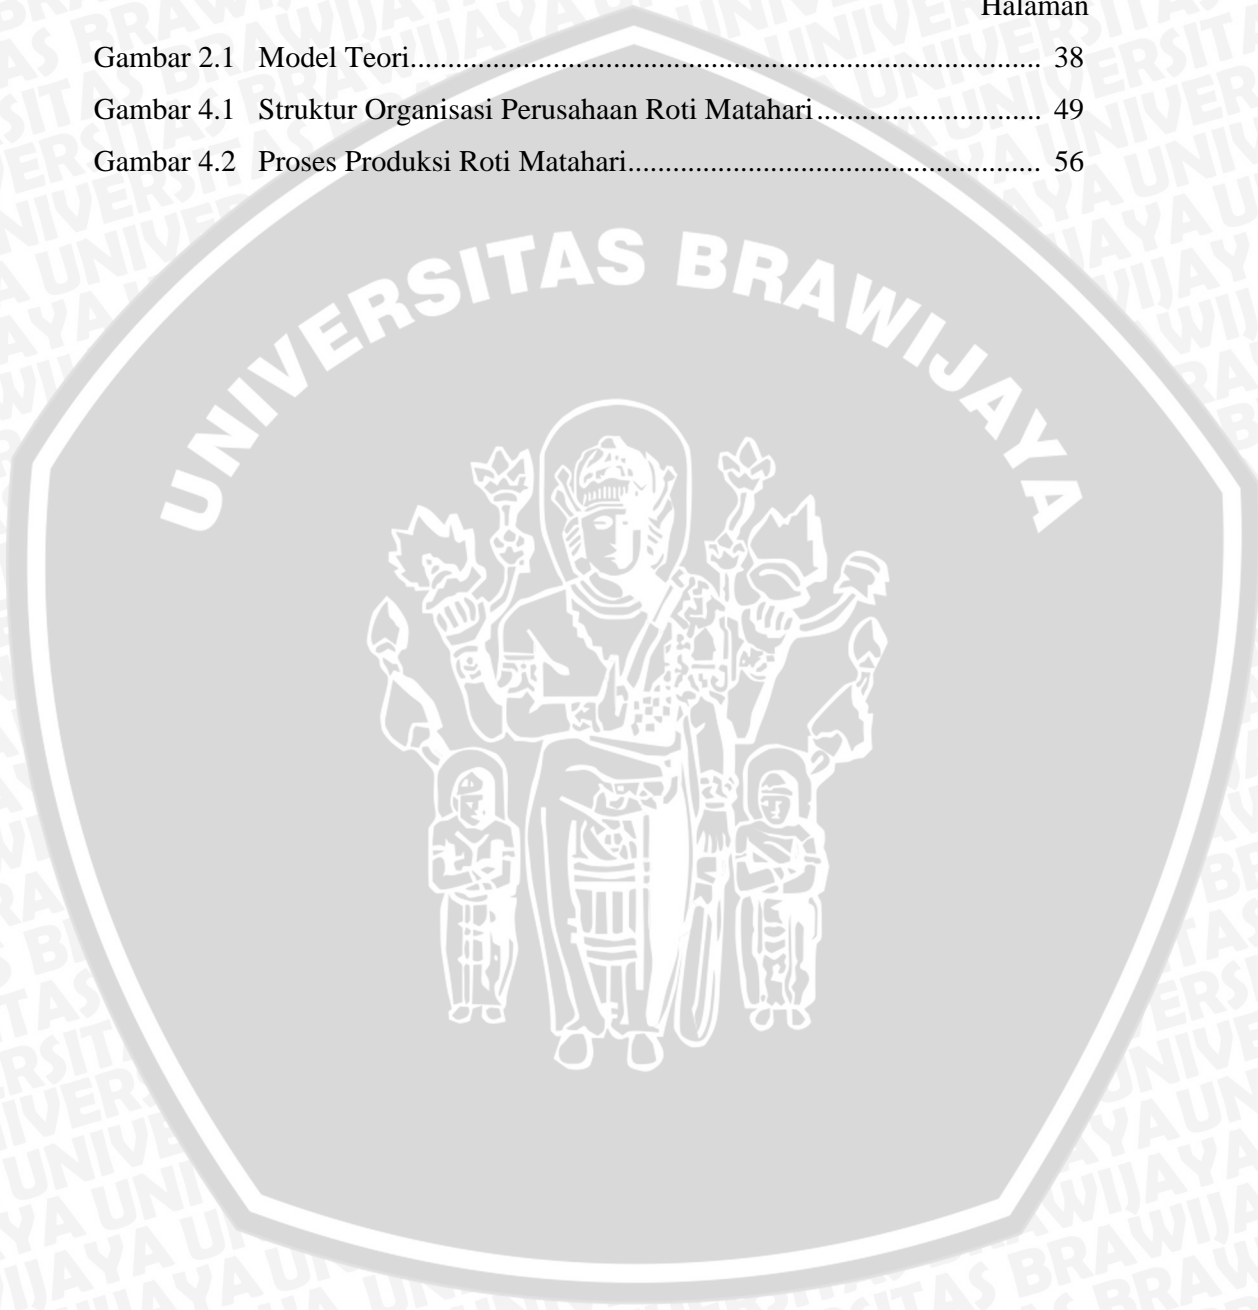 Halaman
Gambar 2.1 Model Teori.................................................................................... 38
Gambar 4.1 Struktur Organisasi Perusahaan Roti Matahari.............................. 49
Gambar 4.2 Proses Produksi Roti Matahari....................................................... 56
UNIVERSITAS BRAWIJAYA